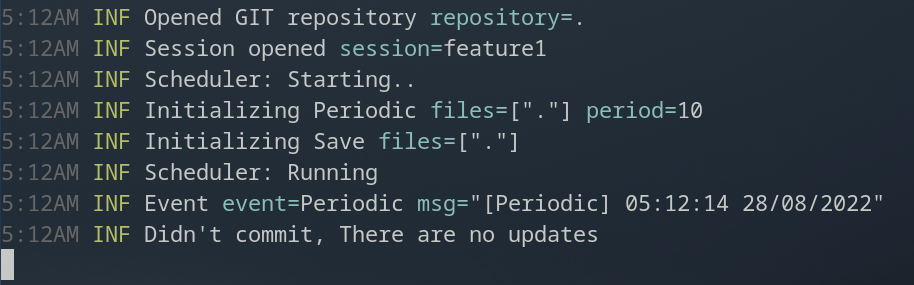 5:12AM INF Opened GIT repository repository=.
5:12AM INF Session opened session=feature1
5:12AM INF Scheduler: Starting..
5:12AM INF Initializing Periodic files=["."] period=10
5:12AM INF Initializing Save files=["."]
5:12AM INF Scheduler: Running
5:12AM INF Event event=Periodic msg="[Periodic] 05:12:14 28/08/2022"
5:12AM INF Didn't commit, There are no updates